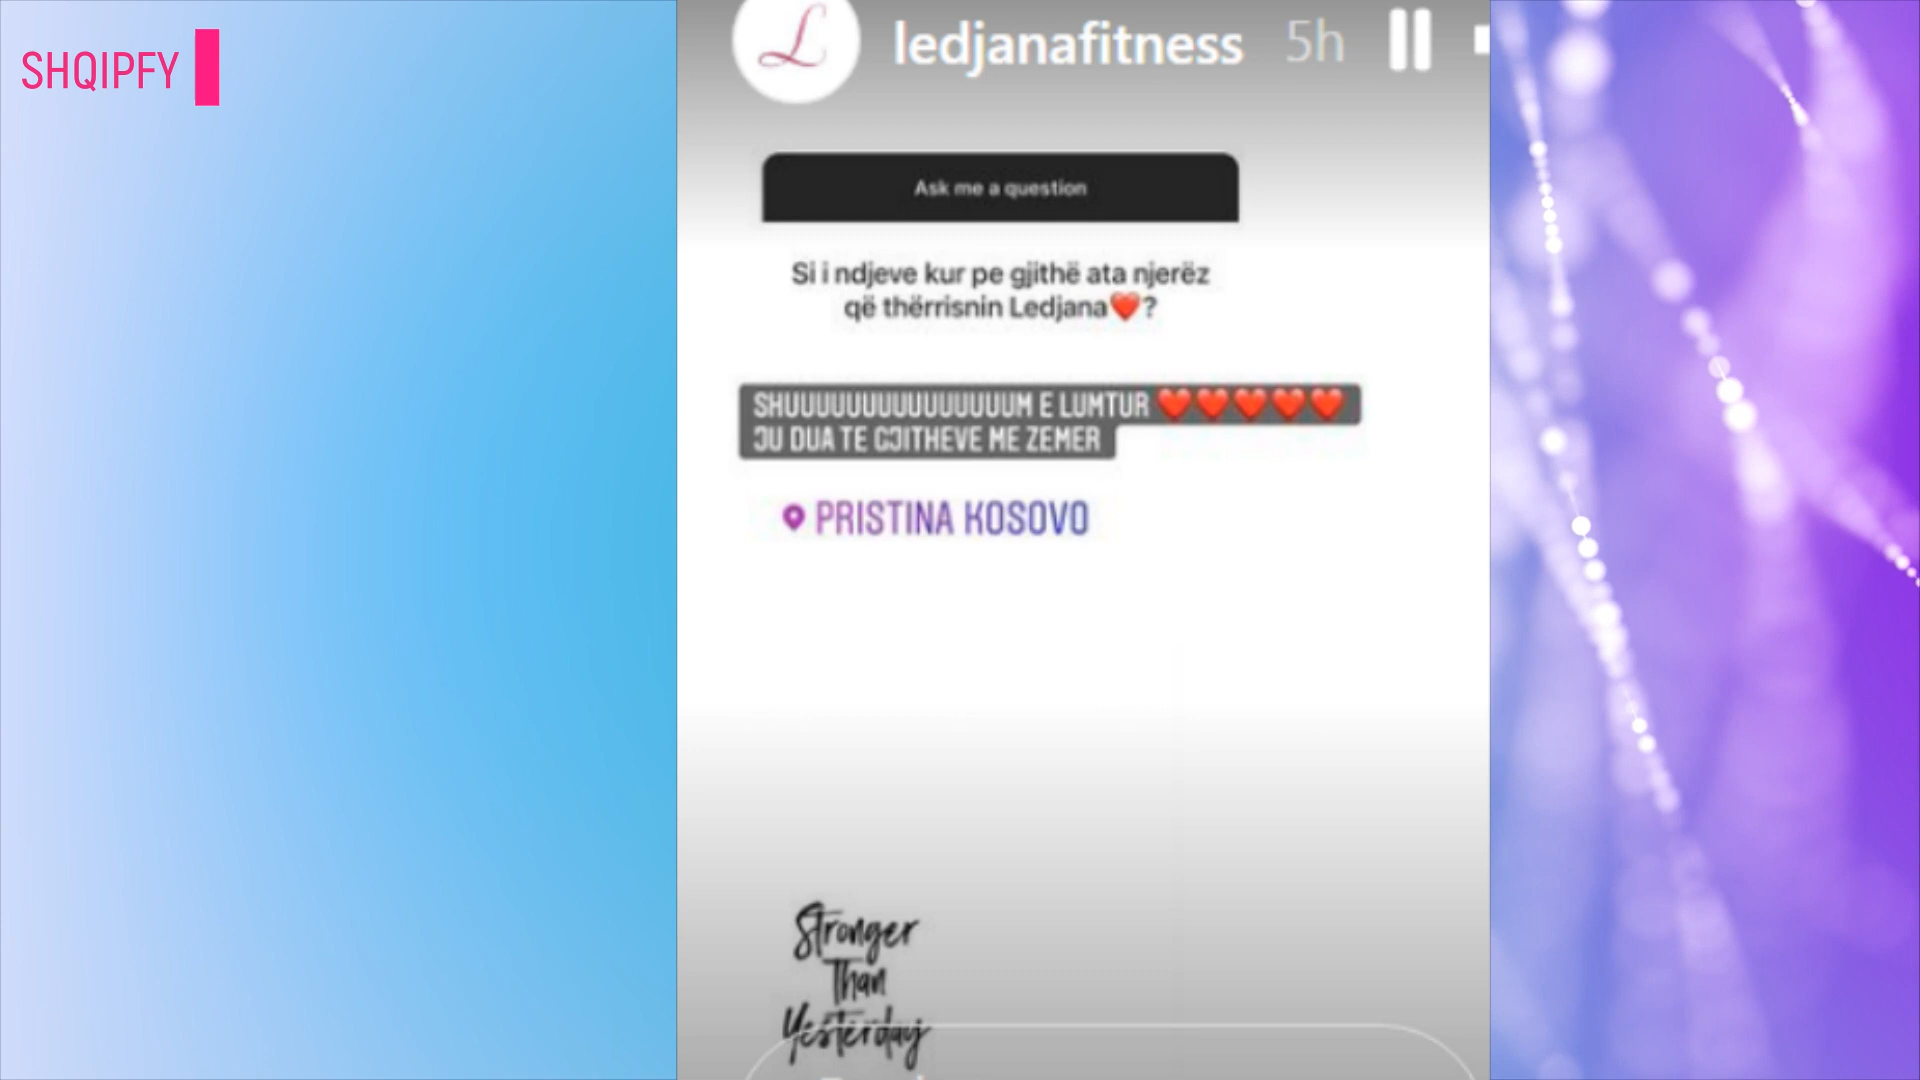 SHQIPFY
L
ledjanafitness 5h
Ask me a question
Si i ndjeve kur pe gjithë ata njerëz
që thërrisnin Ledjana❤️?
SHUUUUUUUUUUUUUUUM E LUMTUR ❤️❤️❤️❤️❤️
JU DUA TE GJITHEVE ME ZEMER
PRISTINA KOSOVO
Stronger
Than
Yesterday